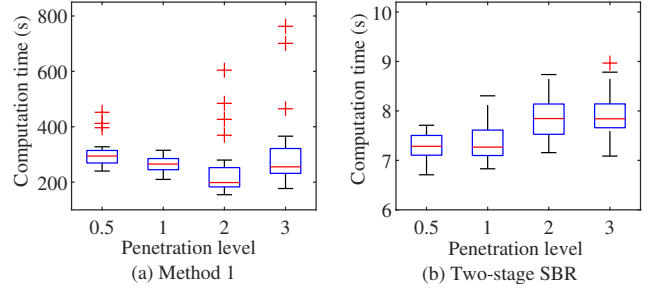 Computation time (s)
800
600
400
200
0.5 1 2 3
Penetration level
(a) Method 1
Computation time (s)
10
9
8
7
6
0.5 1 2 3
Penetration level
(b) Two-stage SBR